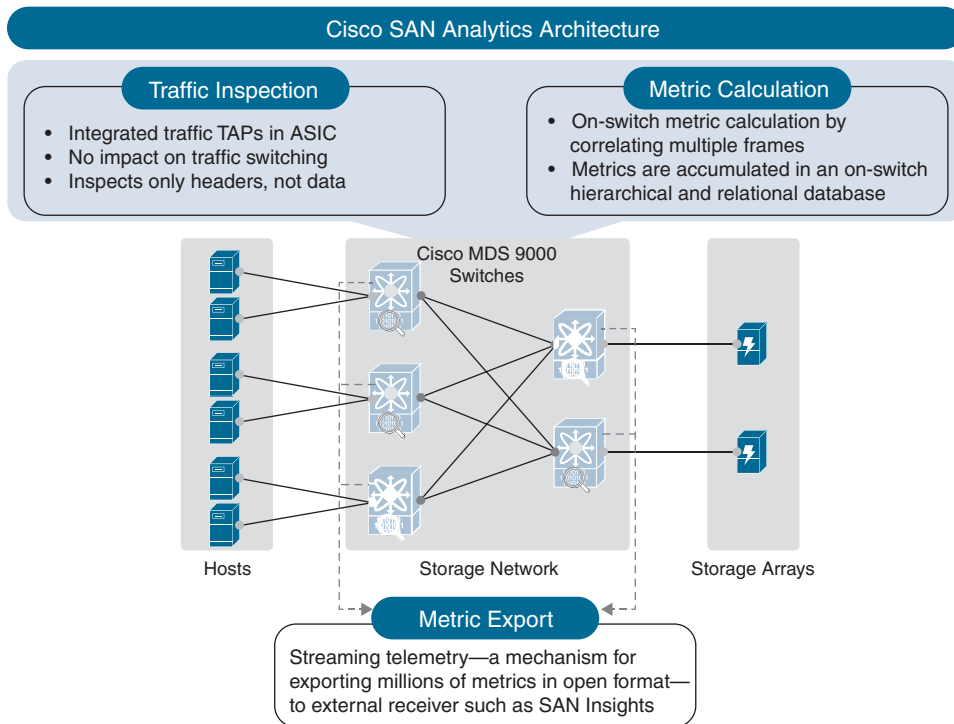 Cisco SAN Analytics Architecture
Traffic Inspection
• Integrated traffic TAPs in ASIC
• No impact on traffic switching
• Inspects only headers, not data
Metric Calculation
• On-switch metric calculation by
correlating multiple frames
• Metrics are accumulated in an on-switch
hierarchical and relational database
Cisco MDS 9000
Switches
Hosts
Storage Network
Storage Arrays
Metric Export
Streaming telemetry—a mechanism for
exporting millions of metrics in open format—
to external receiver such as SAN Insights